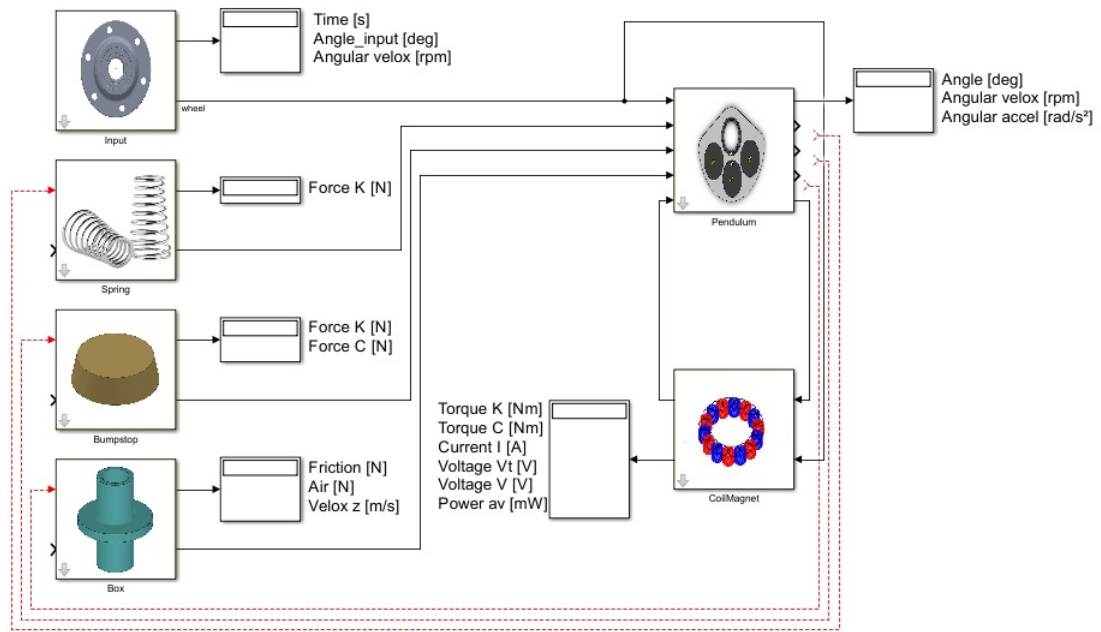 Time [s]
Angle_input [deg]
Angular velox [rpm]
wheel
Input
Angle [deg]
Angular velox [rpm]
Angular accel [rad/s²]
Pendulum
Force K [N]
Spring
Force K [N]
Force C [N]
Bumpstop
Torque K [Nm]
Torque C [Nm]
Current I [A]
Voltage Vt [V]
Voltage V [V]
Power av [mW]
CoilMagnet
Friction [N]
Air [N]
Velox z [m/s]
Box